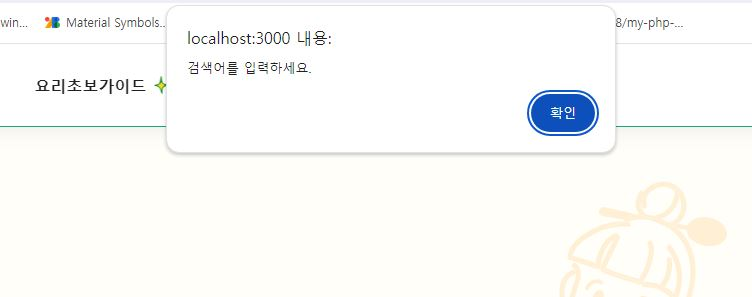 win...
Material Symbols...
8/my-php-...
localhost:3000 내용:
검색어를 입력하세요.
확인
요리초보가이드